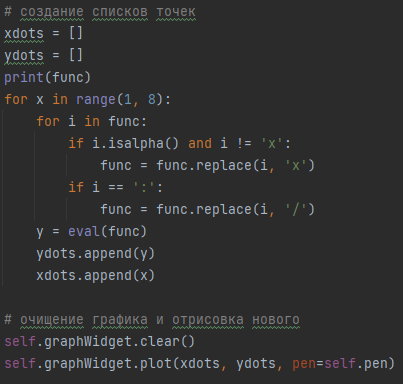 # создание списков точек
xdots = []
ydots = []
print(func)
for x in range(1, 8):
    for i in func:
        if i.isalpha() and i != 'x':
            func = func.replace(i, 'x')
        if i == ':':
            func = func.replace(i, '/')
    y = eval(func)
    ydots.append(y)
    xdots.append(x)

# очищение графика и отрисовка нового
self.graphWidget.clear()
self.graphWidget.plot(xdots, ydots, pen=self.pen)